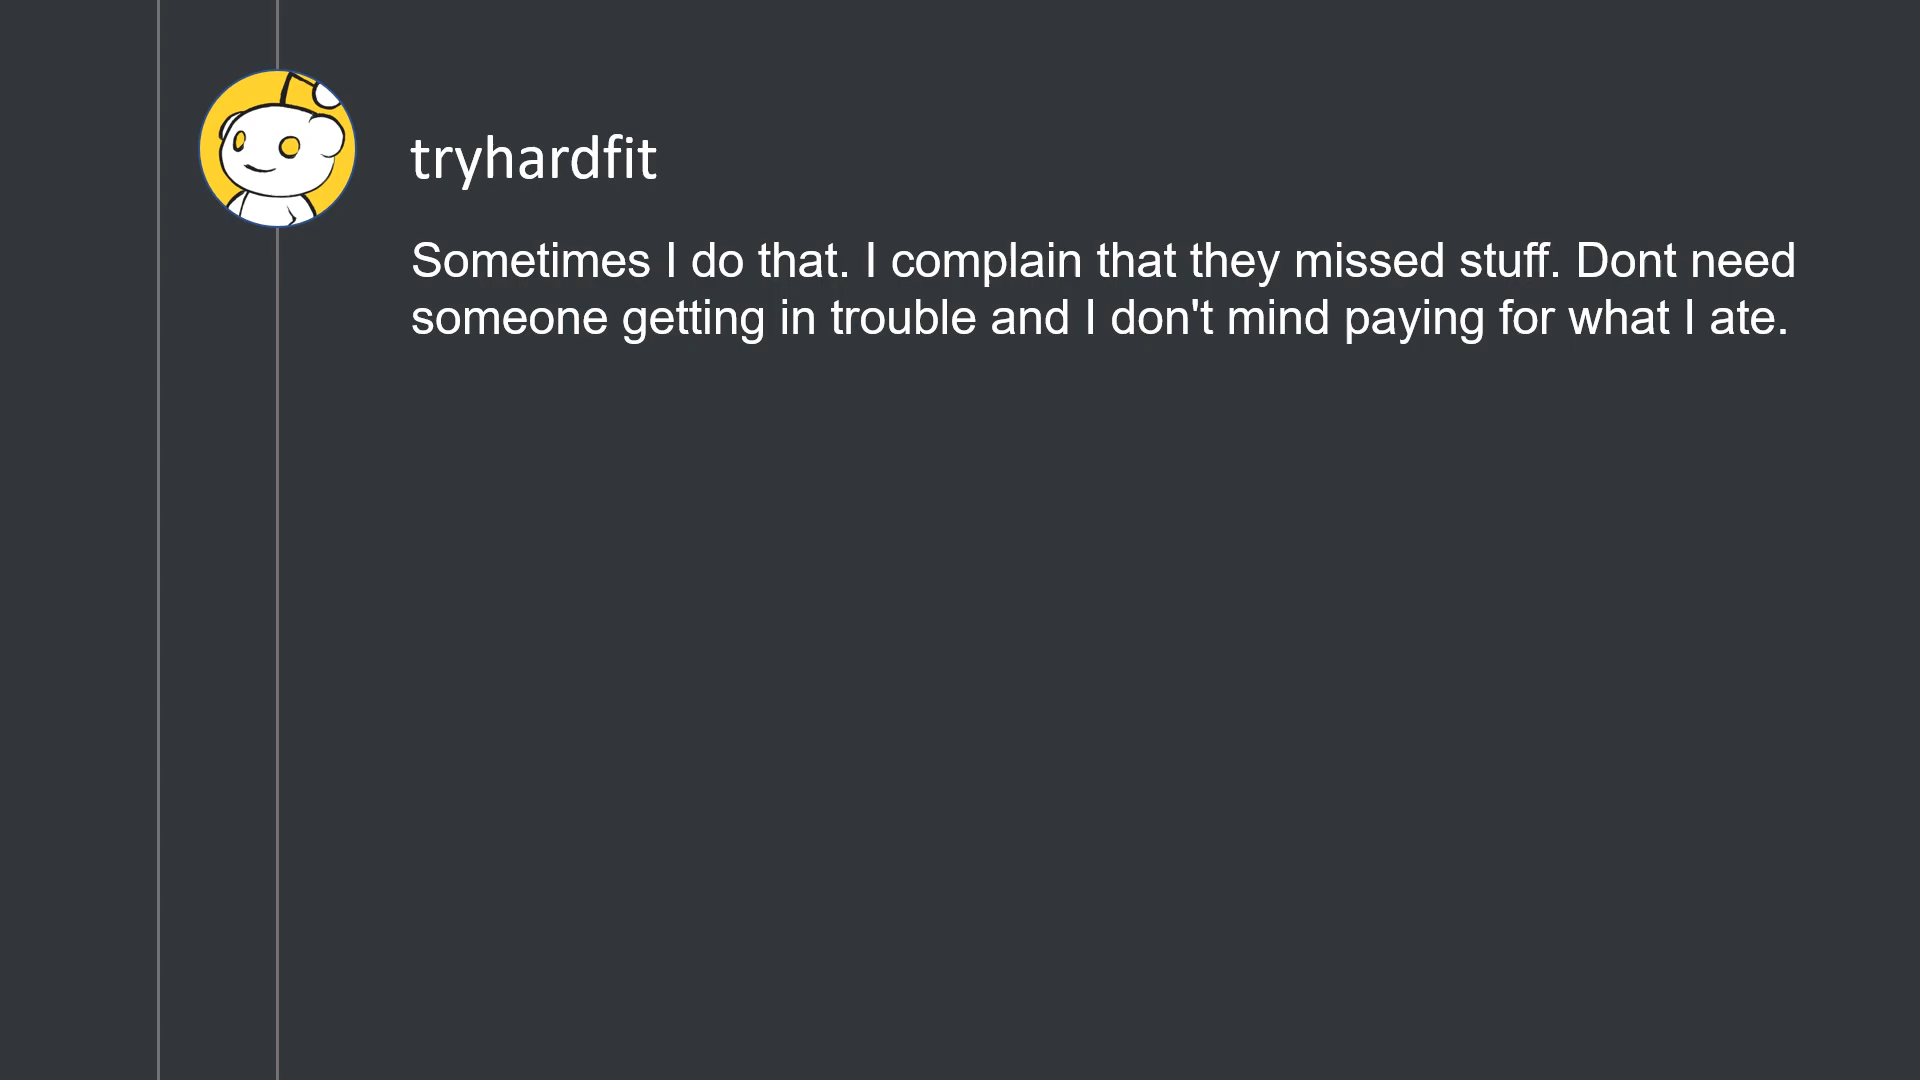 tryhardfit
Sometimes I do that. I complain that they missed stuff. Dont need
someone getting in trouble and I don't mind paying for what I ate.